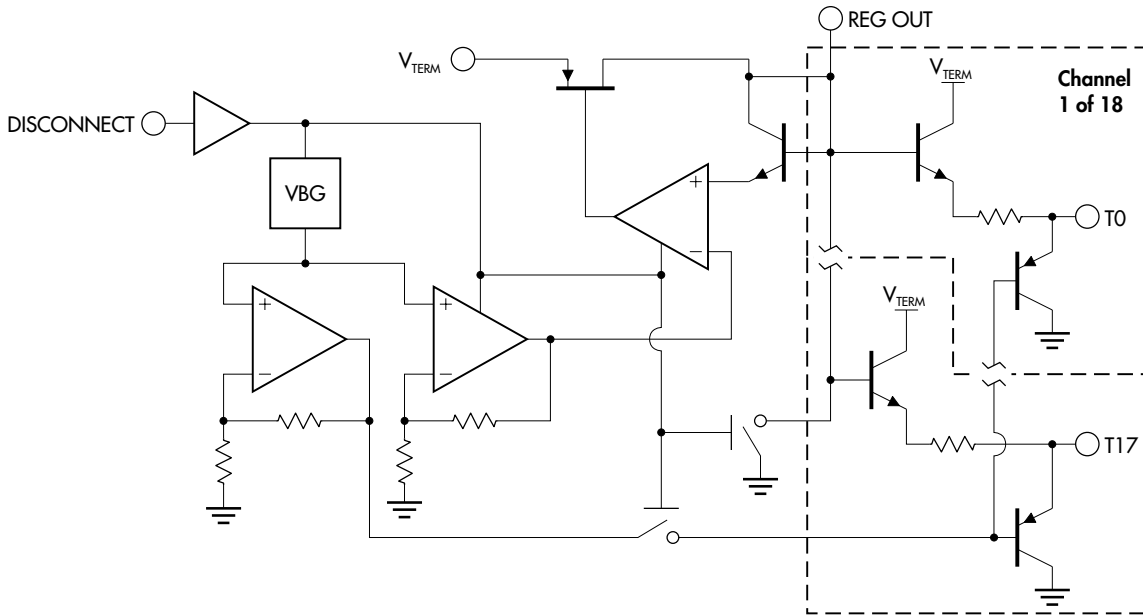 REG OUT
V_TERM
V_TERM
Channel
1 of 18
DISCONNECT
VBG
+
−
T0
V_TERM
+
−
+
−
T17